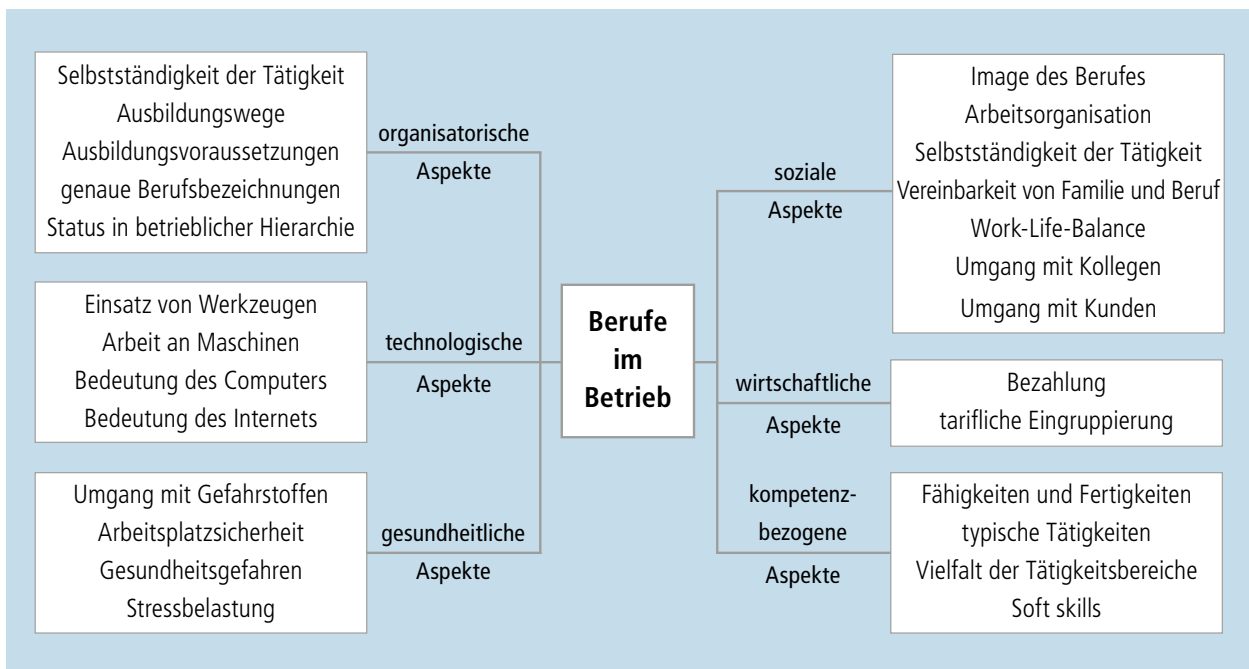 Selbstständigkeit der Tätigkeit
Ausbildungswege
Ausbildungsvoraussetzungen
genaue Berufsbezeichnungen
Status in betrieblicher Hierarchie
organisatorische
Aspekte
Einsatz von Werkzeugen
Arbeit an Maschinen
Bedeutung des Computers
Bedeutung des Internets
technologische
Aspekte
Umgang mit Gefahrstoffen
Arbeitsplatzsicherheit
Gesundheitsgefahren
Stressbelastung
gesundheitliche
Aspekte
Berufe
im
Betrieb
soziale
Aspekte
Image des Berufes
Arbeitsorganisation
Selbstständigkeit der Tätigkeit
Vereinbarkeit von Familie und Beruf
Work-Life-Balance
Umgang mit Kollegen
Umgang mit Kunden
wirtschaftliche
Aspekte
Bezahlung
tarifliche Eingruppierung
kompetenz-
bezogene
Aspekte
Fähigkeiten und Fertigkeiten
typische Tätigkeiten
Vielfalt der Tätigkeitsbereiche
Soft skills